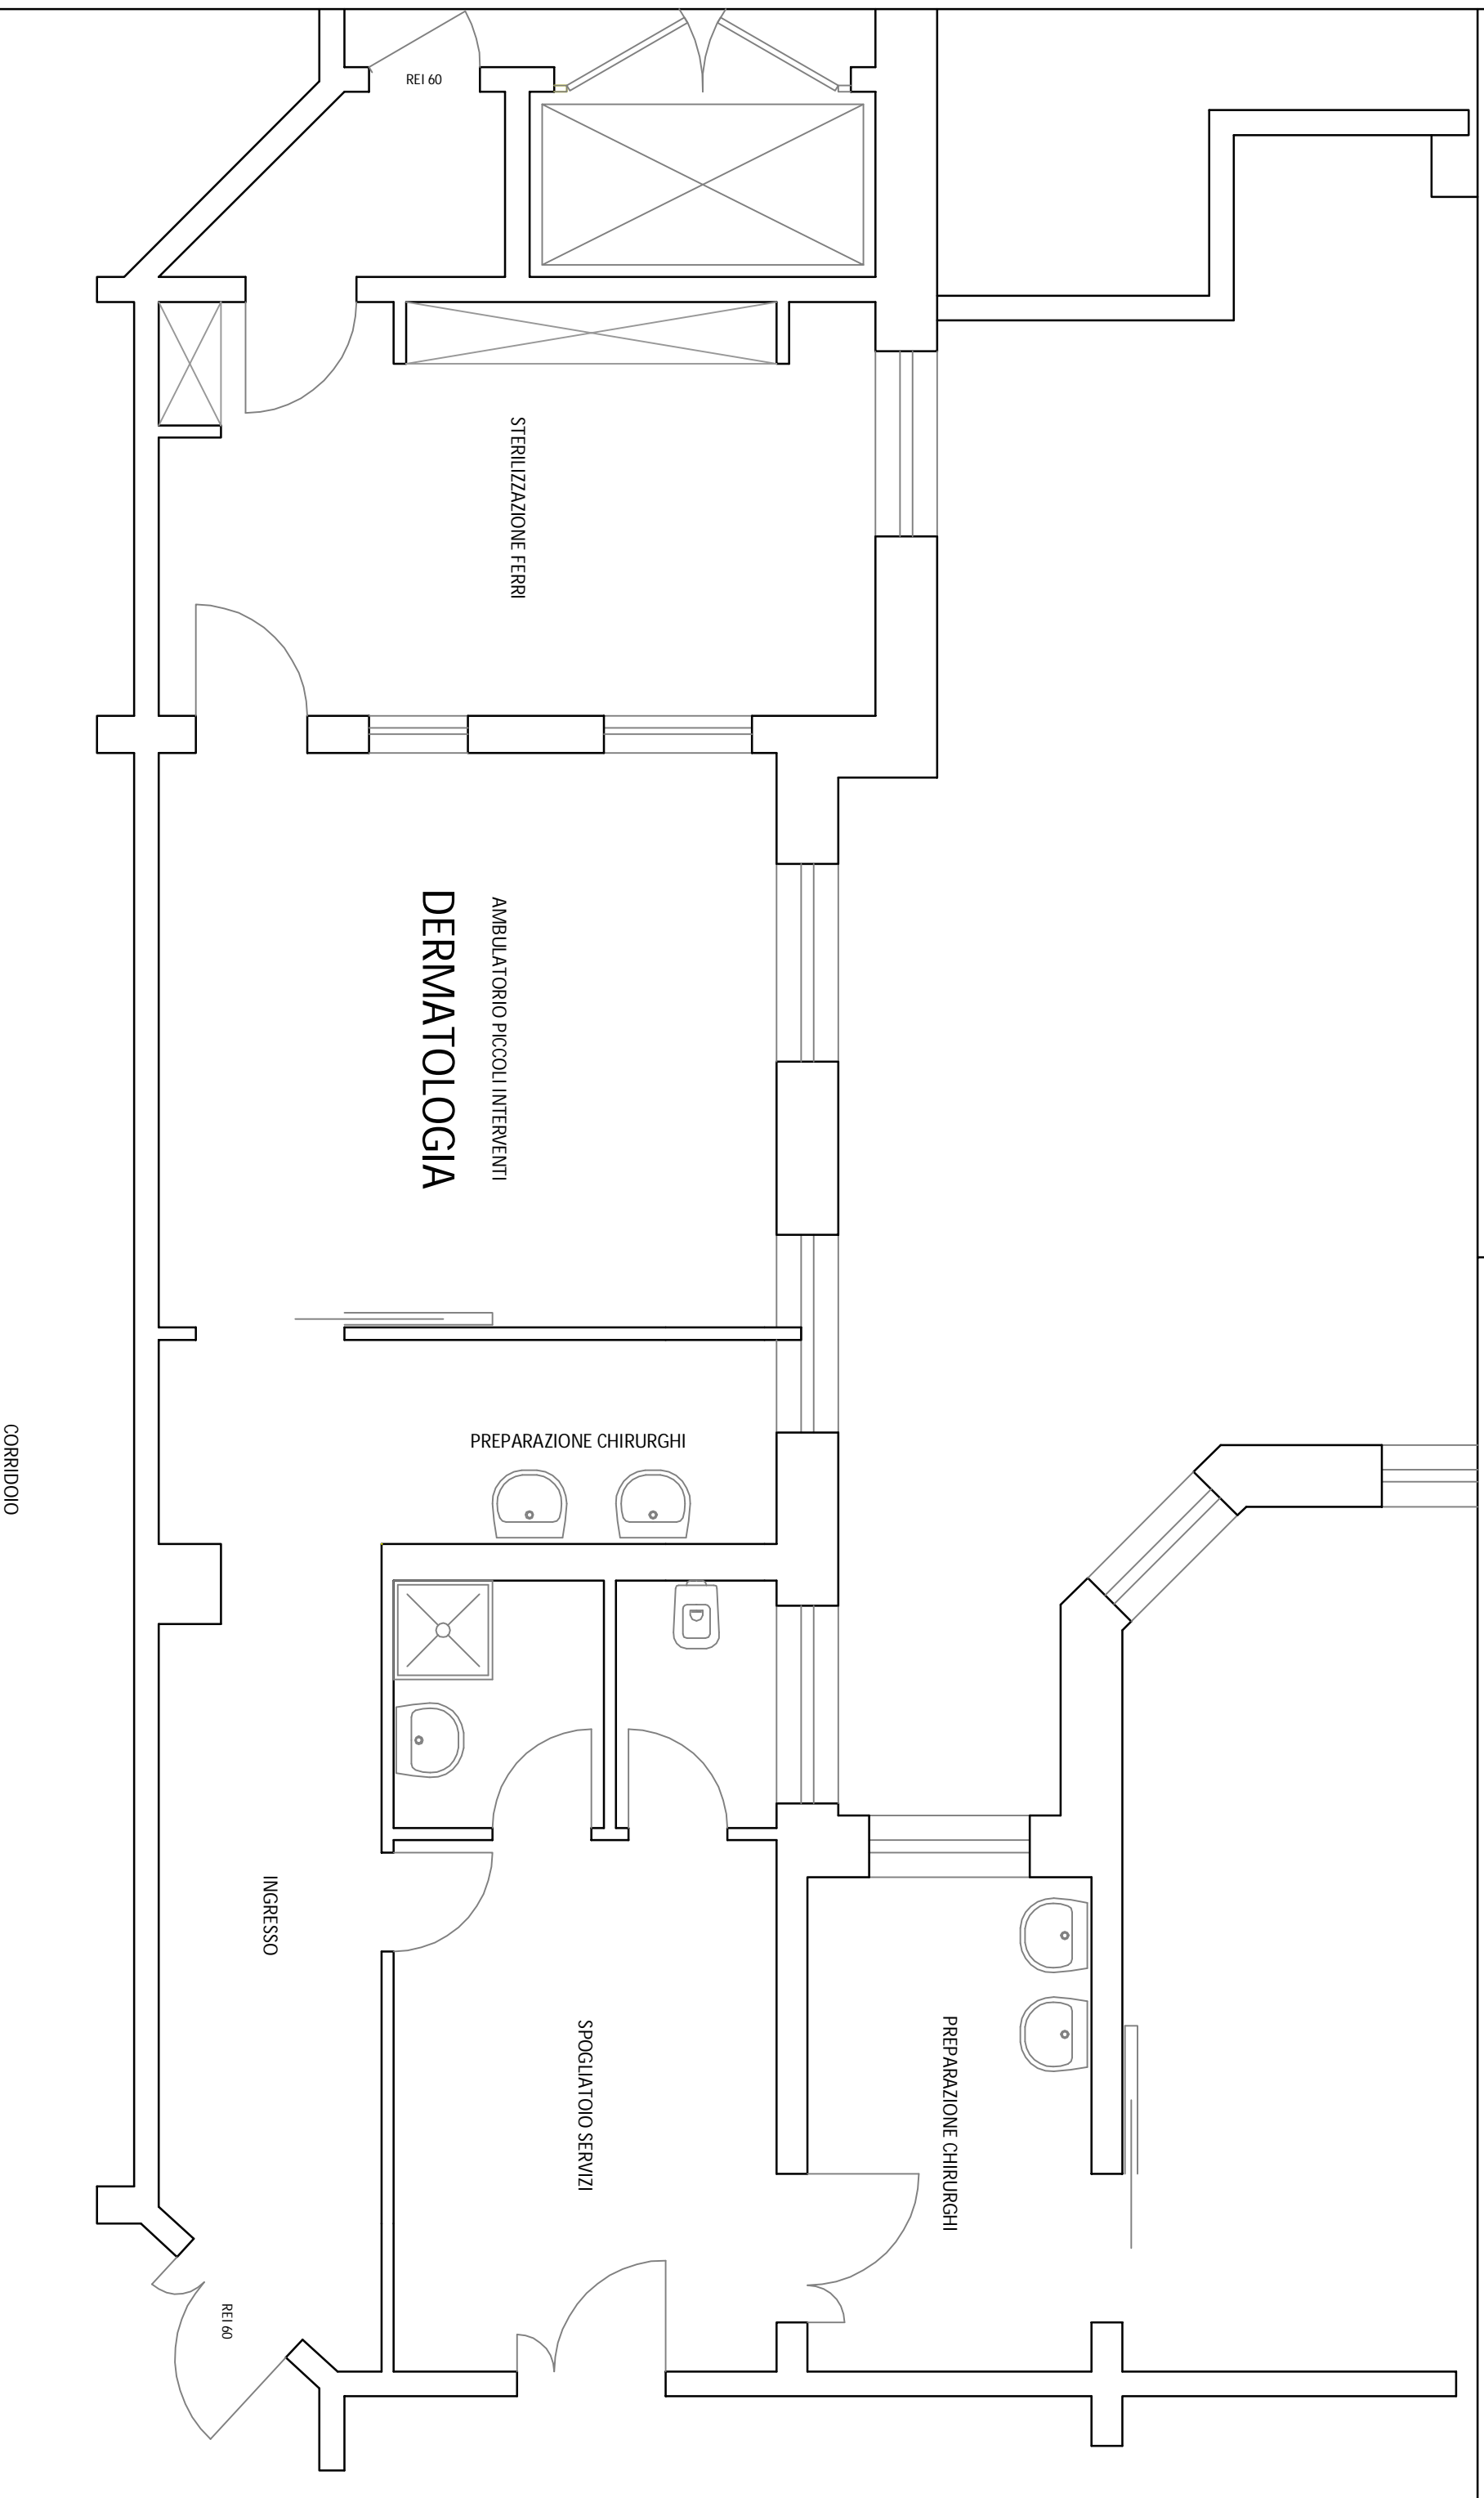 REI 60
STERILIZZAZIONE FERRI
AMBULATORIO PICCOLI INTERVENTI
DERMATOLOGIA
PREPARAZIONE CHIRURGHI
CORRIDOIO
INGRESSO
SPOGLIATOIO SERVIZI
PREPARAZIONE CHIRURGHI
REI 60